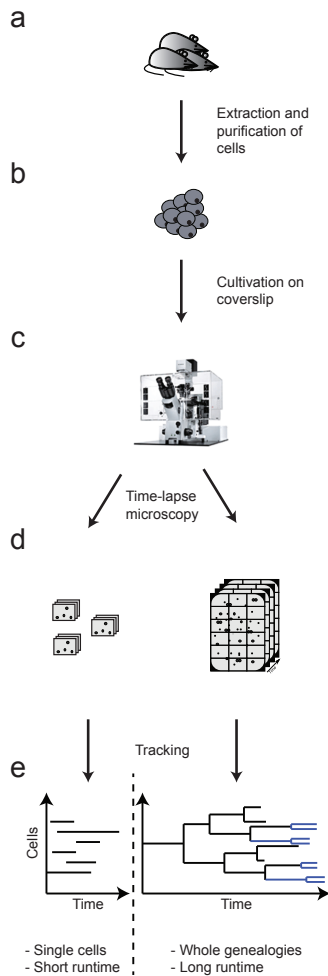 a
Extraction and
purification of
cells
b
Cultivation on
coverslip
c
Time-lapse
microscopy
d
Tracking
e
Cells
Time
Time
- Single cells
- Short runtime
- Whole genealogies
- Long runtime